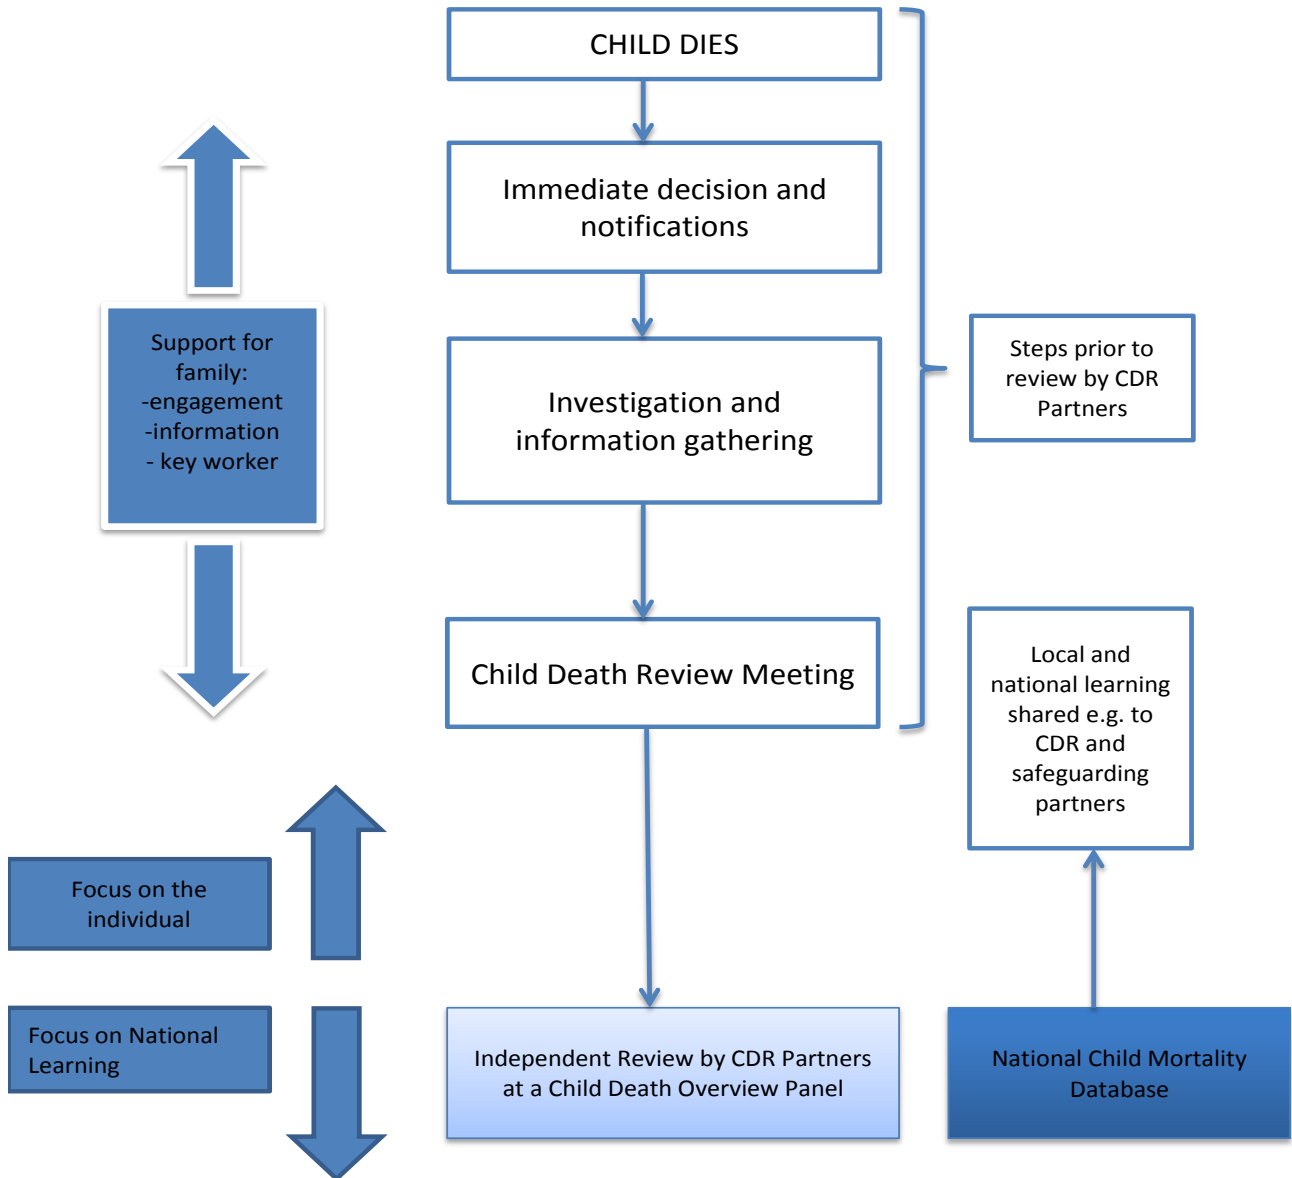 CHILD DIES
Immediate decision and
notifications
Support for
family:
-engagement
-information
- key worker
Investigation and
information gathering
Steps prior to
review by CDR
Partners
Child Death Review Meeting
Local and
national learning
shared e.g. to
CDR and
safeguarding
partners
Focus on the
individual
Focus on National
Learning
Independent Review by CDR Partners
at a Child Death Overview Panel
National Child Mortality
Database